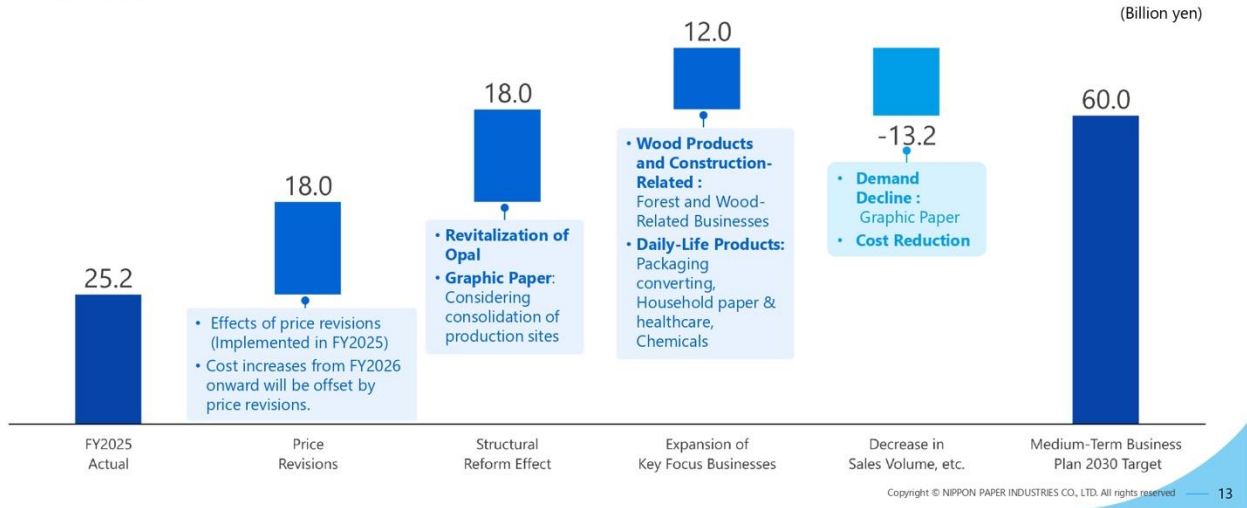 (Billion yen)
25.2
18.0
18.0
12.0
-13.2
60.0
• Effects of price revisions
(Implemented in FY2025)
• Cost increases from FY2026
onward will be offset by
price revisions.
• Revitalization of
Opal
• Graphic Paper:
Considering
consolidation of
production sites
• Wood Products
and Construction-
Related :
Forest and Wood-
Related Businesses
• Daily-Life Products:
Packaging
converting,
Household paper &
healthcare,
Chemicals
• Demand
Decline :
Graphic Paper
• Cost Reduction
FY2025
Actual
Price
Revisions
Structural
Reform Effect
Expansion of
Key Focus Businesses
Decrease in
Sales Volume, etc.
Medium-Term Business
Plan 2030 Target
Copyright © NIPPON PAPER INDUSTRIES CO., LTD. All rights reserved
13